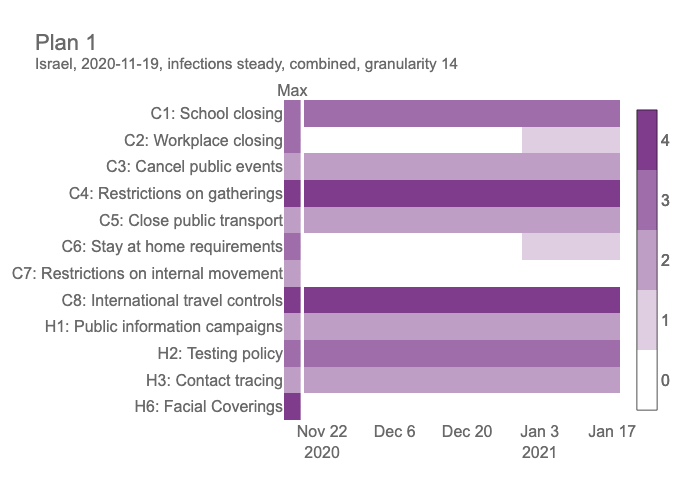 Plan 1
Israel, 2020-11-19, infections steady, combined, granularity 14
Max
C1: School closing
C2: Workplace closing
C3: Cancel public events
C4: Restrictions on gatherings
C5: Close public transport
C6: Stay at home requirements
C7: Restrictions on internal movement
C8: International travel controls
H1: Public information campaigns
H2: Testing policy
H3: Contact tracing
H6: Facial Coverings
4
3
2
1
0
Nov 22 Dec 6 Dec 20 Jan 3 Jan 17
2020 2021